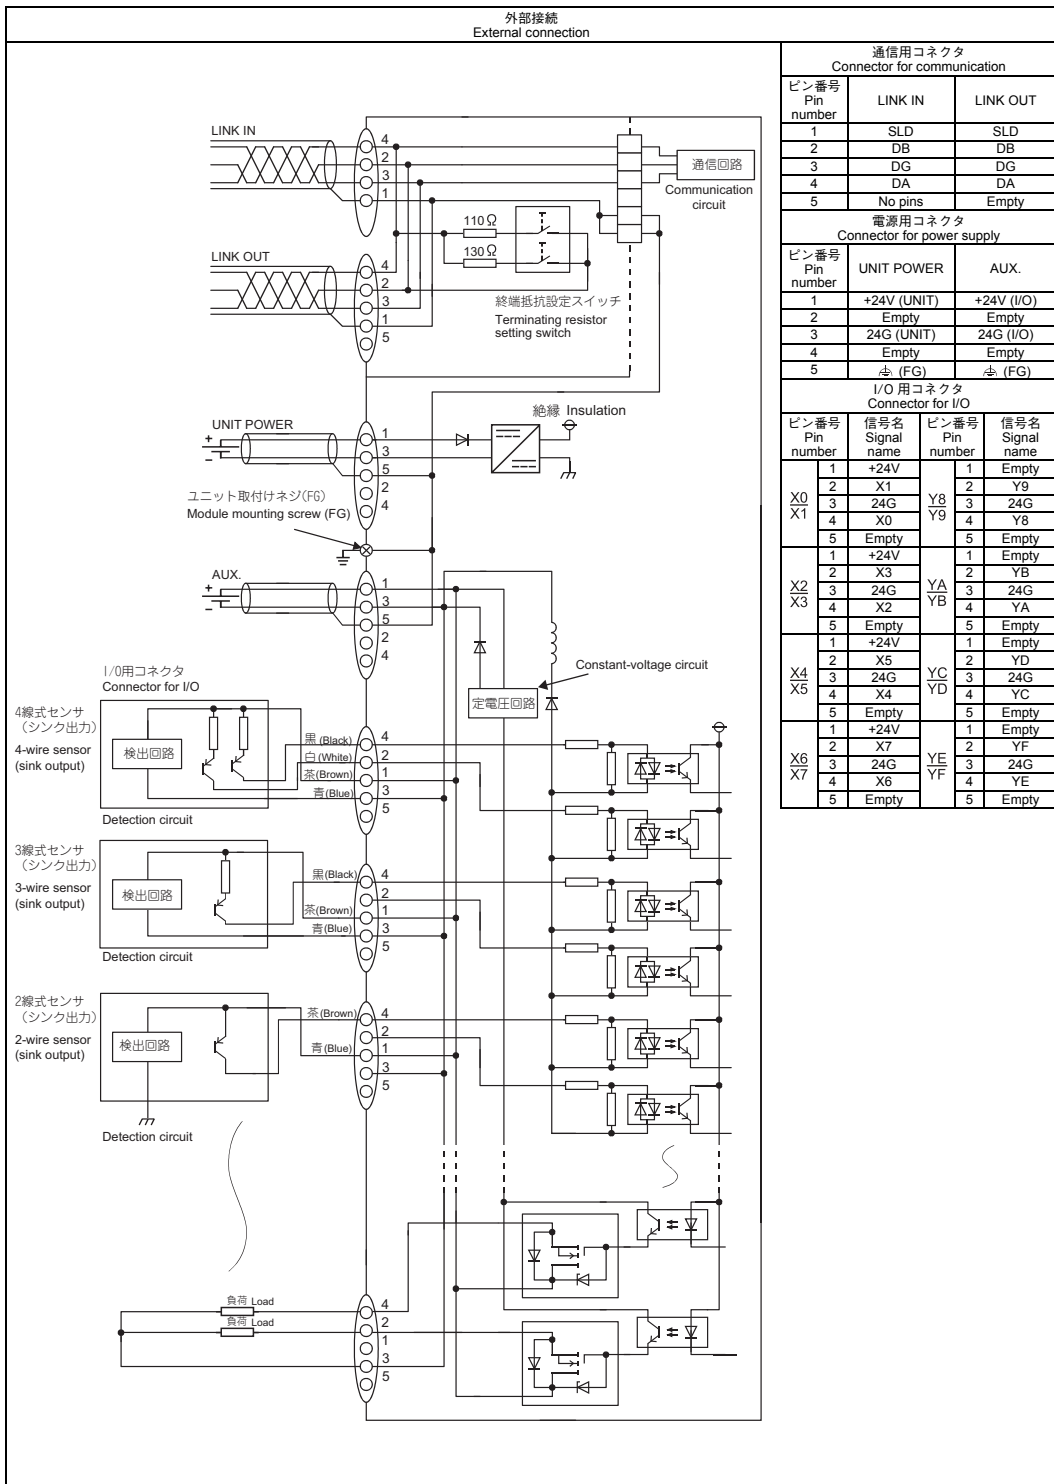 外部接続
External connection
LINK IN
4
2
3
1
通信回路
Communication
circuit
110Ω
130Ω
LINK OUT
4
2
3
1
5
終端抵抗設定スイッチ
Terminating resistor
setting switch
絶縁 Insulation
UNIT POWER
+
−
1
3
5
2
4
ユニット取付けネジ(FG)
Module mounting screw (FG)
AUX.
+
−
1
3
5
2
4
Constant-voltage circuit
定電圧回路
I/O用コネクタ
Connector for I/O
4線式センサ
(シンク出力)
4-wire sensor
(sink output)
検出回路
Detection circuit
黒(Black)
白(White)
茶(Brown)
青(Blue)
4
2
1
3
5
3線式センサ
(シンク出力)
3-wire sensor
(sink output)
検出回路
Detection circuit
黒(Black)
茶(Brown)
青(Blue)
4
2
1
3
5
2線式センサ
(シンク出力)
2-wire sensor
(sink output)
検出回路
Detection circuit
茶(Brown)
青(Blue)
4
2
1
3
5
負荷 Load
負荷 Load
4
2
1
3
5
通信用コネクタ
Connector for communication
ピン番号
Pin
number
LINK IN
LINK OUT
1 SLD SLD
2 DB DB
3 DG DG
4 DA DA
5 No pins Empty
電源用コネクタ
Connector for power supply
ピン番号
Pin
number
UNIT POWER
AUX.
1 +24V (UNIT) +24V (I/O)
2 Empty Empty
3 24G (UNIT) 24G (I/O)
4 Empty Empty
5 (FG) (FG)
I/O 用コネクタ
Connector for I/O
ピン番号
Pin
number
信号名
Signal
name
ピン番号
Pin
number
信号名
Signal
name
X0
X1
Y8
Y9
1 +24V 1 Empty
2 X1 2 Y9
3 24G 3 24G
4 X0 4 Y8
5 Empty 5 Empty
X2
X3
YA
YB
1 +24V 1 Empty
2 X3 2 YB
3 24G 3 24G
4 X2 4 YA
5 Empty 5 Empty
X4
X5
YC
YD
1 +24V 1 Empty
2 X5 2 YD
3 24G 3 24G
4 X4 4 YC
5 Empty 5 Empty
X6
X7
YE
YF
1 +24V 1 Empty
2 X7 2 YF
3 24G 3 24G
4 X6 4 YE
5 Empty 5 Empty